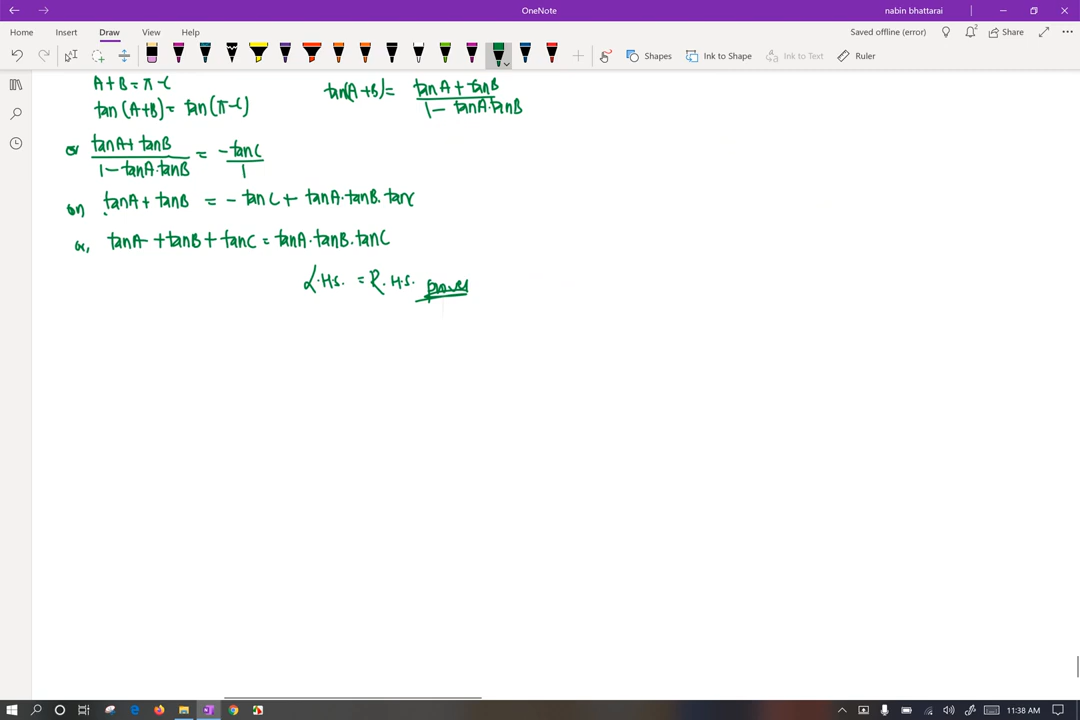 OneNote
nabin bhattarai
Home Insert Draw View Help
Saved offline (error)
Share
Shapes
Ink to Shape
Ink to Text
Ruler
A+B=π-C
tan(A+B)= tan(π-C)
tan(A+B)= tanA+tanB / 1-tanA.tanB
or tanA+tanB / 1-tanA.tanB = -tanC / 1
or, tanA+tanB = -tanC+ tanA.tanB.tanC
or, tanA+tanB+tanC=tanA.tanB.tanC
L.H.S. = R.H.S. proved
11:38 AM